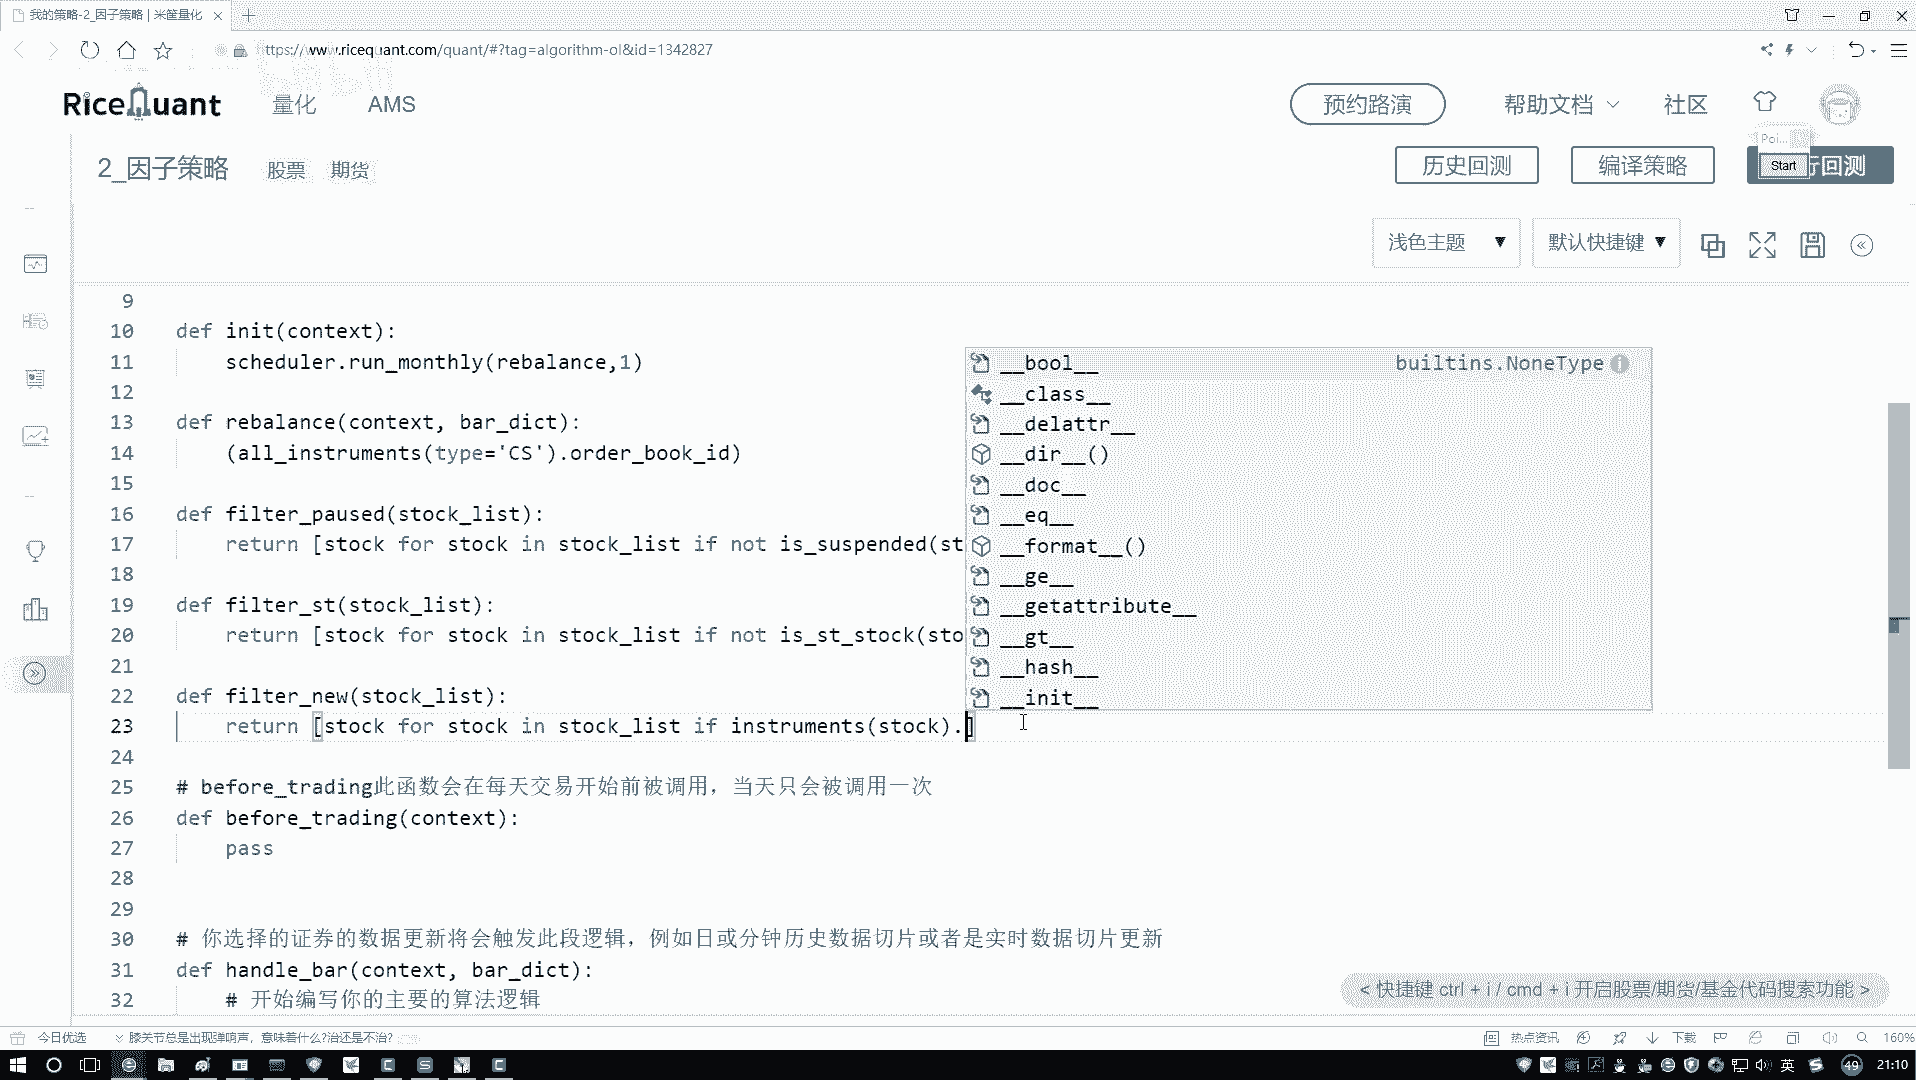 我的策略-2_因子策略 | 米筐量化
https://www.ricequant.com/quant/#?tag=algorithm-ol&id=1342827
RiceQuant 量化 AMS 预约路演 帮助文档 社区
Poi...
2_因子策略 股票 期货 历史回测 编译策略 Start 行回测
浅色主题 ▼ 默认快捷键 ▼
9
10 def init(context):
11 scheduler.run_monthly(rebalance,1)
12
13 def rebalance(context, bar_dict):
14 (all_instruments(type='CS').order_book_id)
15
16 def filter_paused(stock_list):
17 return [stock for stock in stock_list if not is_suspended(st
18
19 def filter_st(stock_list):
20 return [stock for stock in stock_list if not is_st_stock(sto
21
22 def filter_new(stock_list):
23 return [stock for stock in stock_list if instruments(stock).]
24
25 # before_trading此函数会在每天交易开始前被调用，当天只会被调用一次
26 def before_trading(context):
27 pass
28
29
30 # 你选择的证券的数据更新将会触发此段逻辑，例如日或分钟历史数据切片或者是实时数据切片更新
31 def handle_bar(context, bar_dict):
32 # 开始编写你的主要的算法逻辑
__bool__ builtins.NoneType
__class__
__delattr__
__dir__()
__doc__
__eq__
__format__()
__ge__
__getattribute__
__gt__
__hash__
__init__
< 快捷键 ctrl + i / cmd + i 开启股票/期货/基金代码搜索功能 >
今日优选 膝关节总是出现弹响声，意味着什么?治还是不治? 热点资讯 下载 160%
英 49 21:10